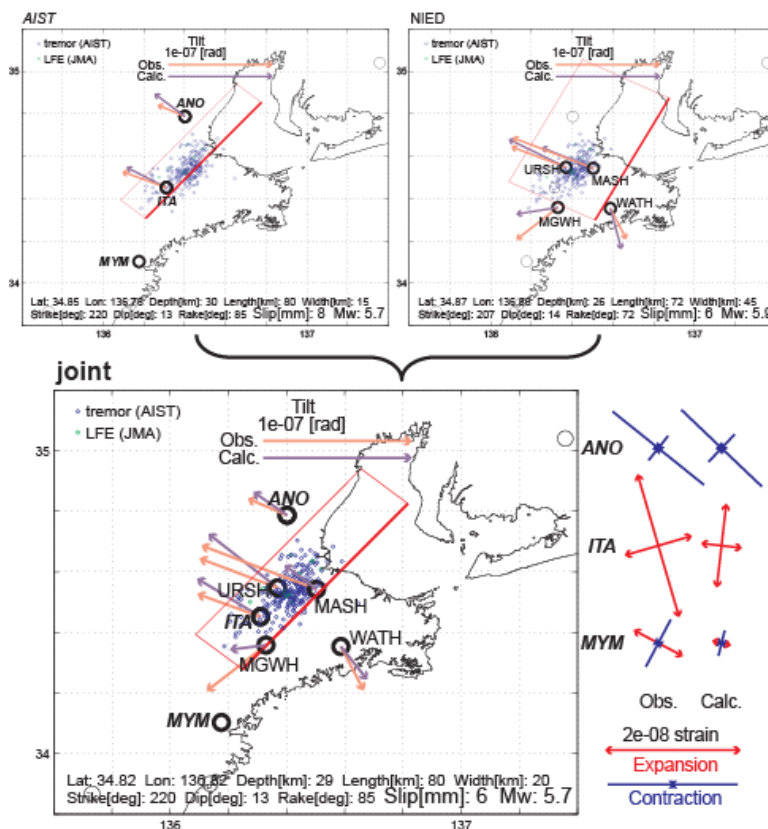 AIST
tremor (AIST)
LFE (JMA)
Tilt
1e-07 [rad]
Obs.
Calc.
ANO
ITA
MYM
35
34
Lat: 34.85 Lon: 136.78 Depth[km]: 30 Length[km]: 80 Width[km]: 15
Strike[deg]: 220 Dip[deg]: 13 Rake[deg]: 85 Slip[mm]: 8 Mw: 5.7
136
137
NIED
tremor (AIST)
LFE (JMA)
Tilt
1e-07 [rad]
Obs.
Calc.
URSH
MASH
MGWH
WATH
35
34
Lat: 34.87 Lon: 136.88 Depth[km]: 26 Length[km]: 72 Width[km]: 45
Strike[deg]: 207 Dip[deg]: 14 Rake[deg]: 72 Slip[mm]: 6 Mw: 5.9
136
137
joint
tremor (AIST)
LFE (JMA)
Tilt
1e-07 [rad]
Obs.
Calc.
ANO
URSH
MASH
ITA
MGWH
WATH
MYM
35
34
Lat: 34.82 Lon: 136.82 Depth[km]: 29 Length[km]: 80 Width[km]: 20
Strike[deg]: 220 Dip[deg]: 13 Rake[deg]: 85 Slip[mm]: 6 Mw: 5.7
136
137
ANO
ITA
MYM
Obs. Calc.
2e-08 strain
Expansion
Contraction